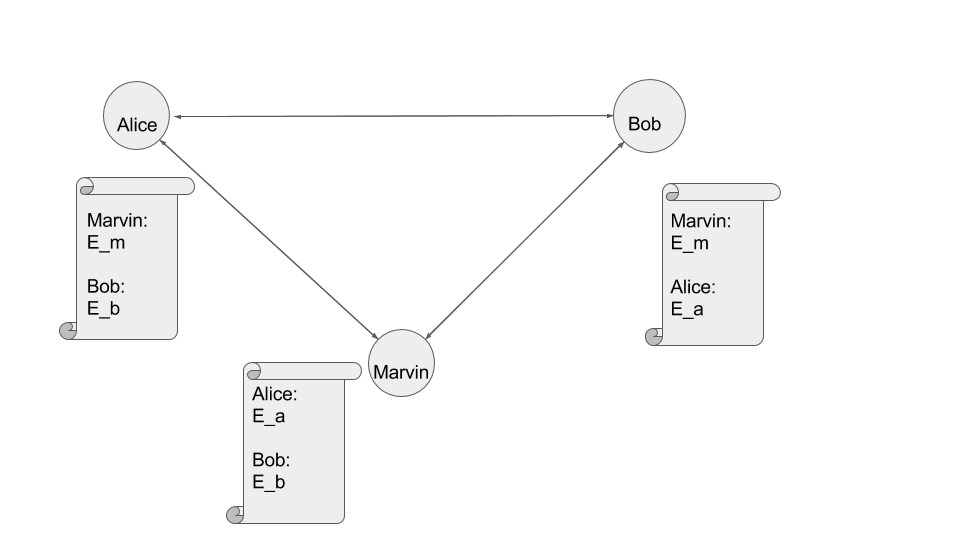 Alice
Bob
Marvin:
E_m
Bob:
E_b
Marvin:
E_m
Alice:
E_a
Marvin
Alice:
E_a
Bob:
E_b